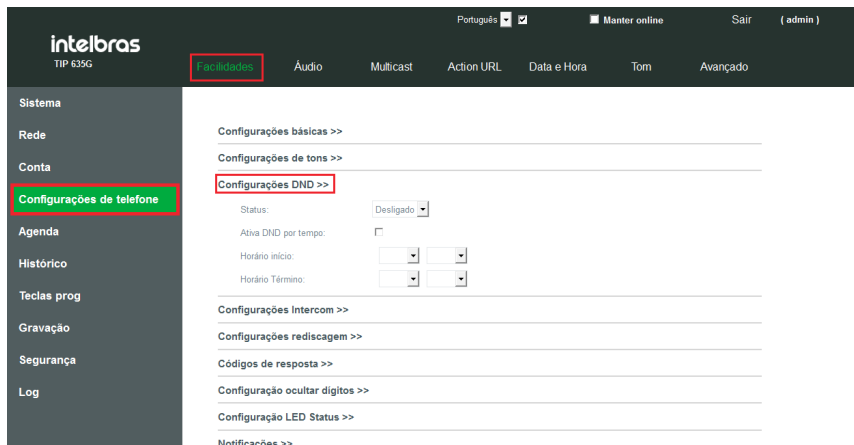 Português Manter online Sair ( admin )
intelbras
TIP 635G
Facilidades Áudio Multicast Action URL Data e Hora Tom Avançado
Sistema
Rede
Conta
Configurações de telefone
Agenda
Histórico
Teclas prog
Gravação
Segurança
Log
Configurações básicas >>
Configurações de tons >>
Configurações DND >>
Status: Desligado
Ativa DND por tempo:
Horário início:
Horário Término:
Configurações Intercom >>
Configurações rediscagem >>
Códigos de resposta >>
Configuração ocultar dígitos >>
Configuração LED Status >>
Notificações >>